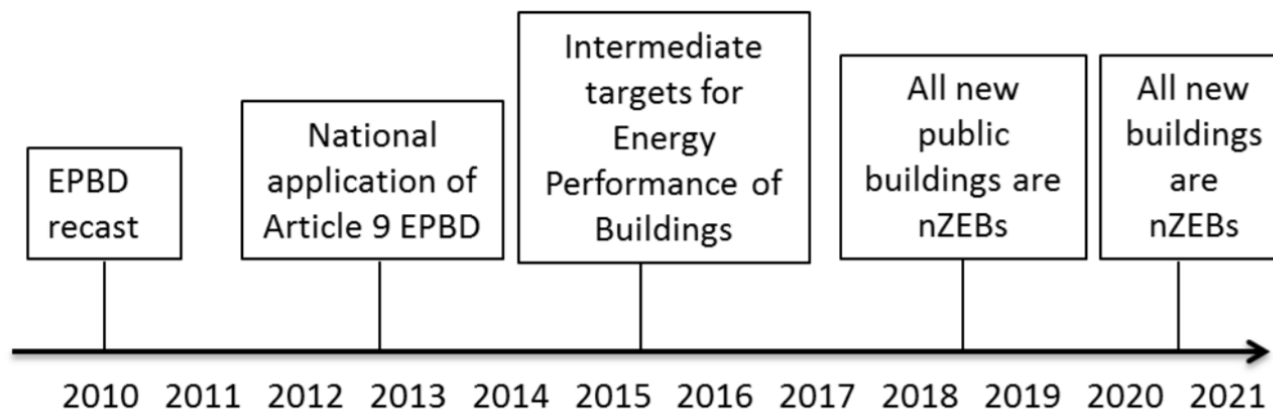 EPBD
recast
National
application of
Article 9 EPBD
Intermediate
targets for
Energy
Performance of
Buildings
All new
public
buildings are
nZEBs
All new
buildings
are
nZEBs
2010 2011 2012 2013 2014 2015 2016 2017 2018 2019 2020 2021